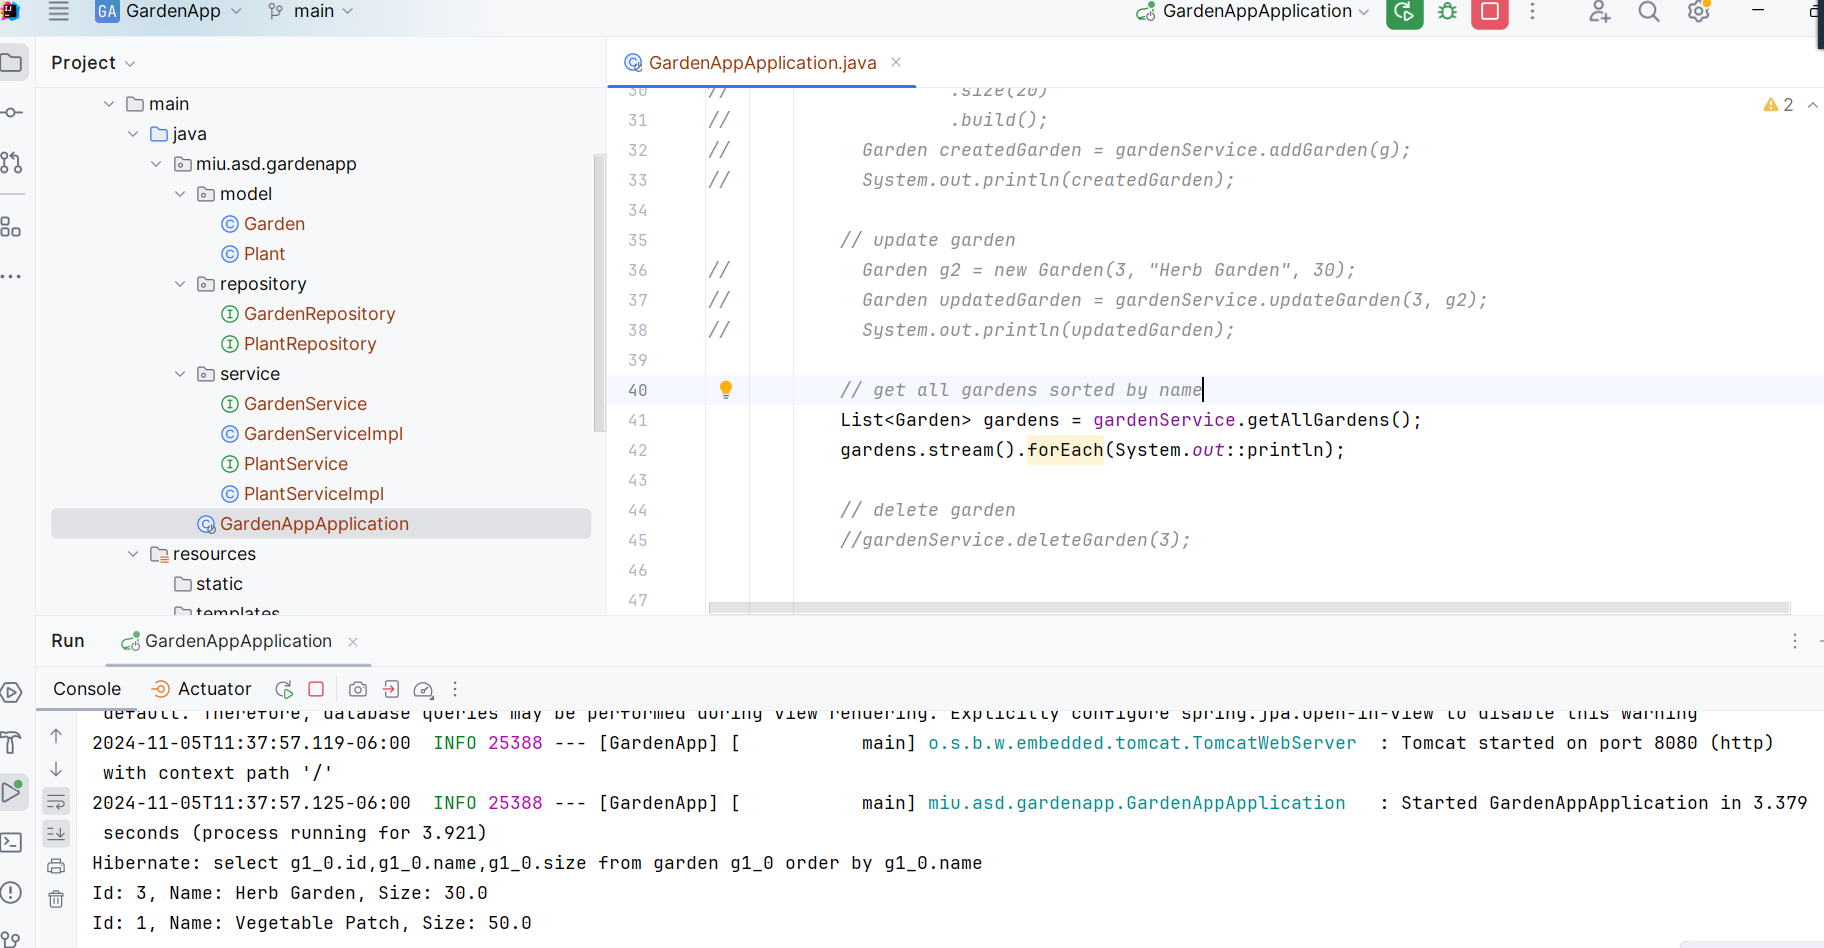 GA GardenApp main GardenAppApplication
Project
GardenAppApplication.java
main
java
miu.asd.gardenapp
model
Garden
Plant
repository
GardenRepository
PlantRepository
service
GardenService
GardenServiceImpl
PlantService
PlantServiceImpl
GardenAppApplication
resources
static
templates
2
30 // .size(20)
31 // .build();
32 // Garden createdGarden = gardenService.addGarden(g);
33 // System.out.println(createdGarden);
34
35 // update garden
36 // Garden g2 = new Garden(3, "Herb Garden", 30);
37 // Garden updatedGarden = gardenService.updateGarden(3, g2);
38 // System.out.println(updatedGarden);
39
40 // get all gardens sorted by name
41 List<Garden> gardens = gardenService.getAllGardens();
42 gardens.stream().forEach(System.out::println);
43
44 // delete garden
45 //gardenService.deleteGarden(3);
46
47
Run GardenAppApplication
Console Actuator
default. Therefore, database queries may be performed during view rendering. Explicitly configure spring.jpa.open-in-view to disable this warning
2024-11-05T11:37:57.119-06:00 INFO 25388 --- [GardenApp] [ main] o.s.b.w.embedded.tomcat.TomcatWebServer : Tomcat started on port 8080 (http)
with context path '/'
2024-11-05T11:37:57.125-06:00 INFO 25388 --- [GardenApp] [ main] miu.asd.gardenapp.GardenAppApplication : Started GardenAppApplication in 3.379
seconds (process running for 3.921)
Hibernate: select g1_0.id,g1_0.name,g1_0.size from garden g1_0 order by g1_0.name
Id: 3, Name: Herb Garden, Size: 30.0
Id: 1, Name: Vegetable Patch, Size: 50.0